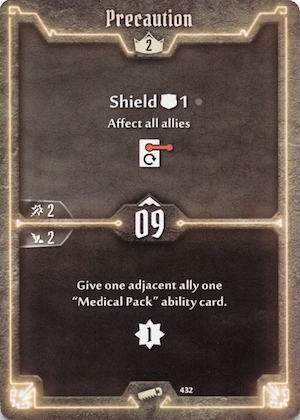 Precaution
2
Shield 1
Affect all allies
2
09
2
Give one adjacent ally one
“Medical Pack” ability card.
1
432